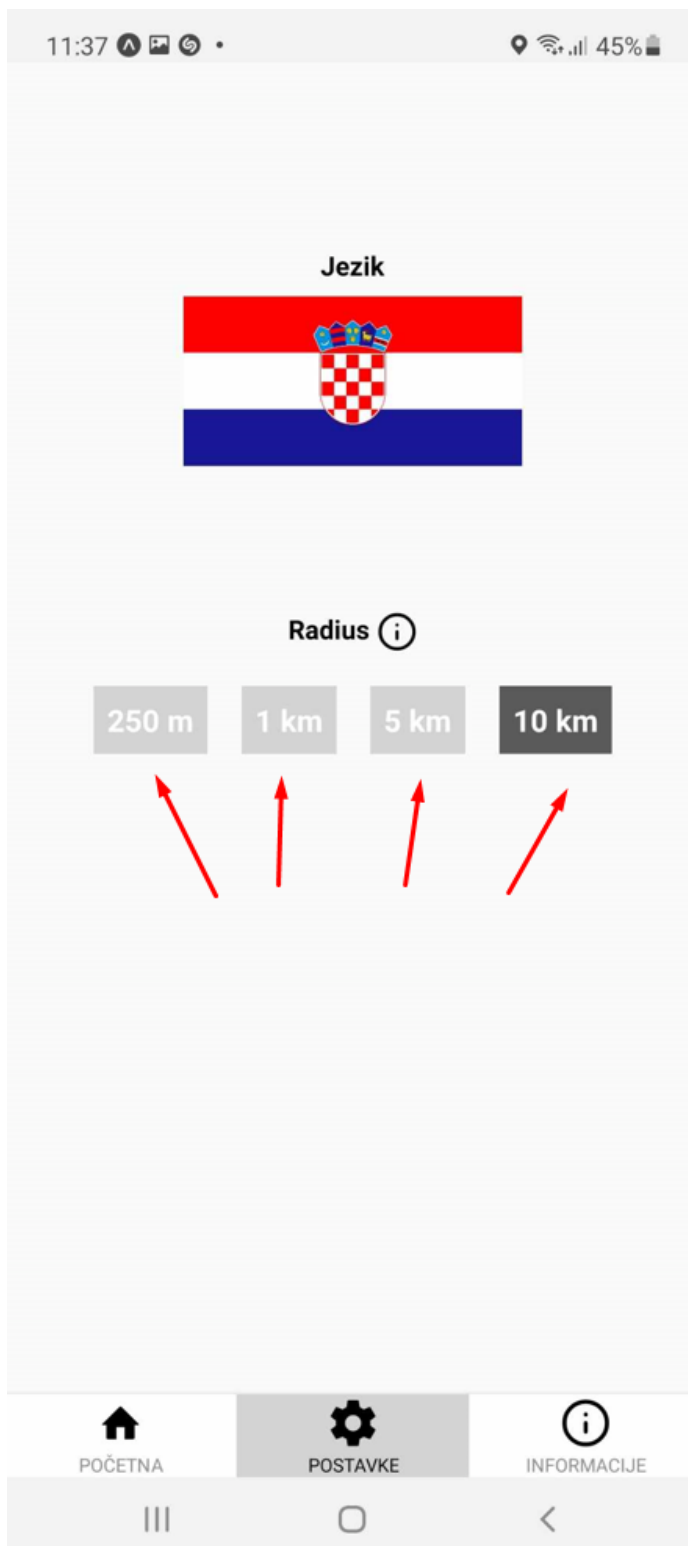 11:37 45%
Jezik
Radius
250 m 1 km 5 km 10 km
POČETNA POSTAVKE INFORMACIJE